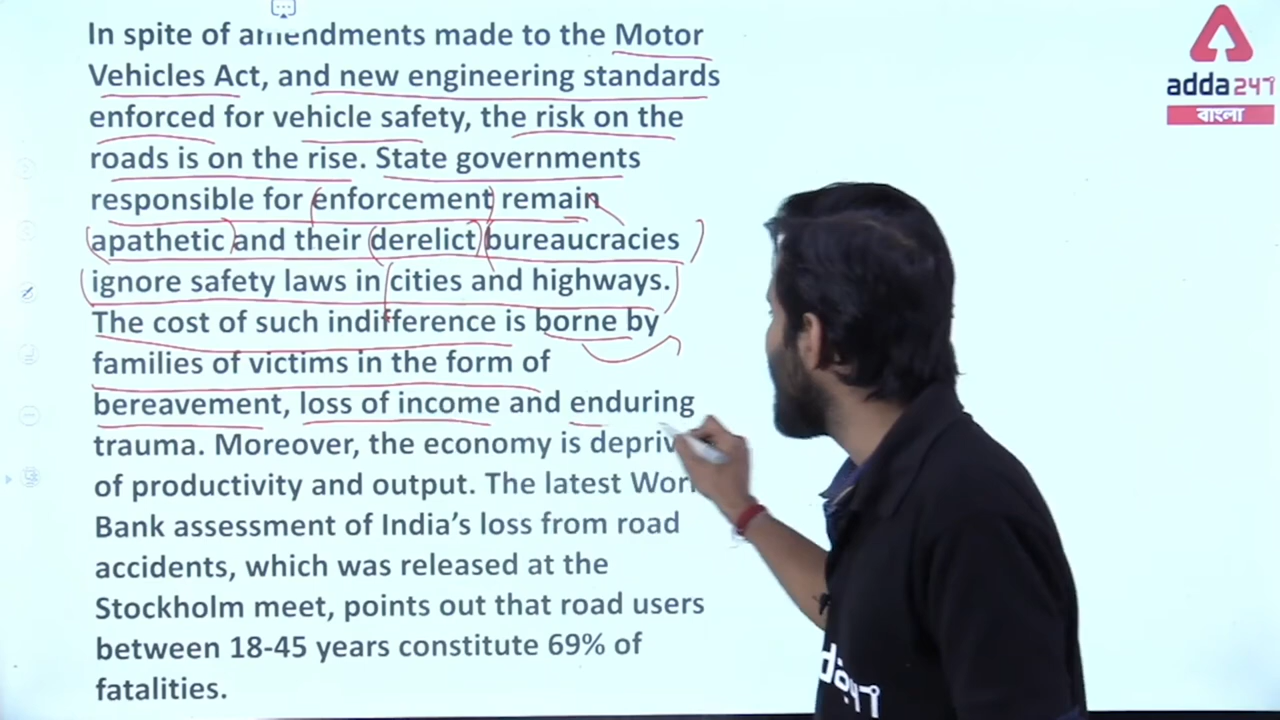 In spite of amendments made to the Motor
Vehicles Act, and new engineering standards
enforced for vehicle safety, the risk on the
roads is on the rise. State governments
responsible for enforcement remain
apathetic and their derelict bureaucracies
ignore safety laws in cities and highways.
The cost of such indifference is borne by
families of victims in the form of
bereavement, loss of income and enduring
trauma. Moreover, the economy is depriv
of productivity and output. The latest Wor
Bank assessment of India's loss from road
accidents, which was released at the
Stockholm meet, points out that road users
between 18-45 years constitute 69% of
fatalities.
adda247
বাংলা